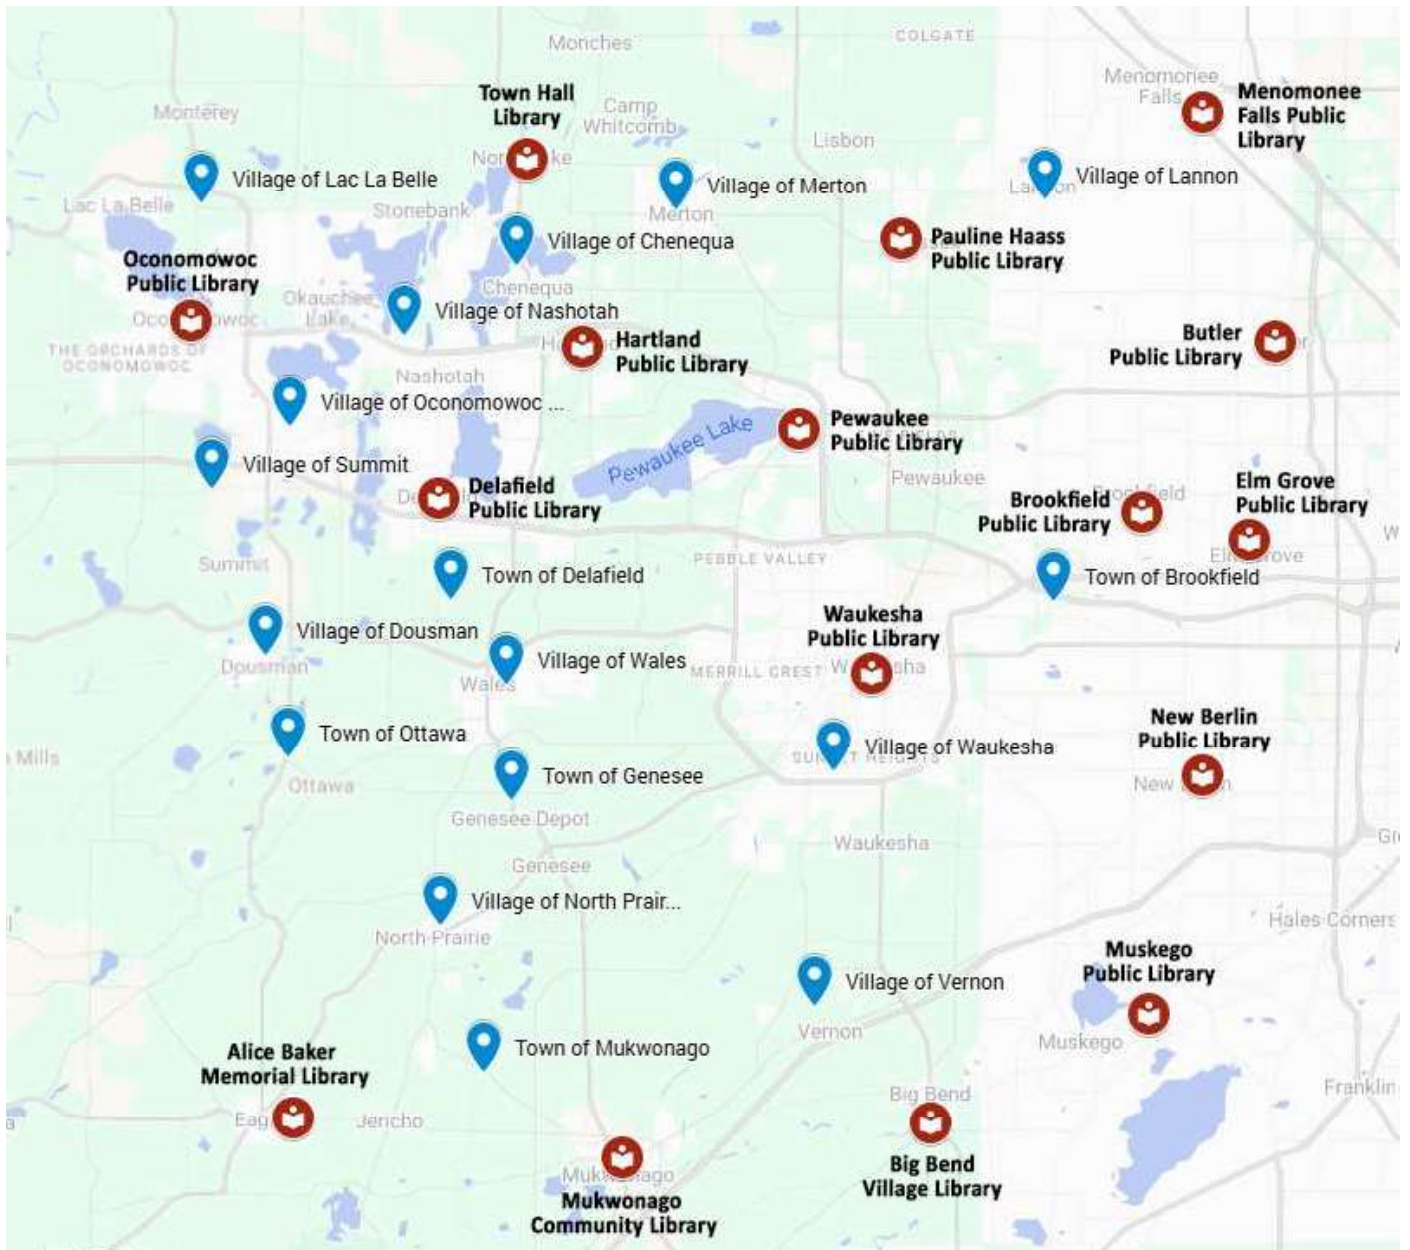 Monches
COLGATE
Menomonee
Falls
Menomonee
Falls Public
Library
Town Hall
Library
Camp
Whitcomb
Monterey
Lisbon
Village of Lac La Belle
Village of Merton
Village of Lannon
Lac La Belle
Stonebank
Merton
Pauline Haass
Public Library
Village of Chenequa
Oconomowoc
Public Library
Chenequa
Okauchee
Lake
Village of Nashotah
THE ORCHARDS OF
OCONOMOWOC
Hartland
Public Library
Butler
Public Library
Nashotah
Village of Oconomowoc ...
Pewaukee Lake
Pewaukee
Public Library
Village of Summit
Pewaukee
Delafield
Public Library
Brookfield
Public Library
Elm Grove
Public Library
Summit
PEBBLE VALLEY
Town of Delafield
Town of Brookfield
Waukesha
Public Library
Village of Dousman
Dousman
Village of Wales
Wales
MERRILL CREST
New Berlin
Public Library
Town of Ottawa
Village of Waukesha
Mills
Ottawa
Town of Genesee
Genesee Depot
Waukesha
Genesee
Village of North Prair...
North Prairie
Hales Corners
Muskego
Public Library
Village of Vernon
Vernon
Muskego
Town of Mukwonago
Alice Baker
Memorial Library
Franklin
Big Bend
Jericho
Big Bend
Village Library
Mukwonago
Community Library